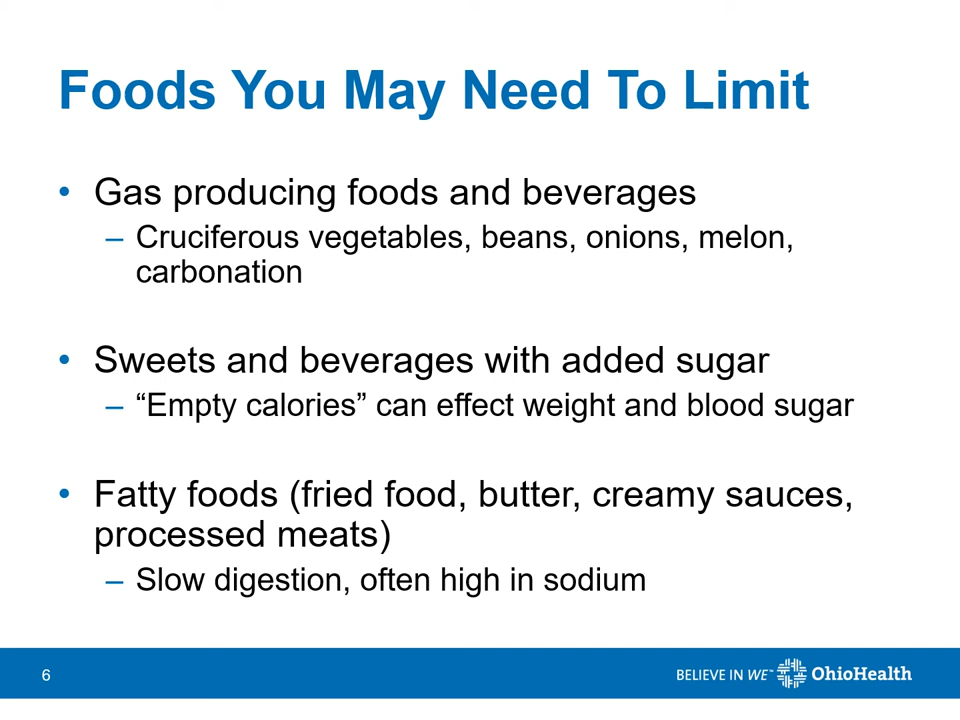 Foods You May Need To Limit
• Gas producing foods and beverages
– Cruciferous vegetables, beans, onions, melon,
carbonation
• Sweets and beverages with added sugar
– “Empty calories” can effect weight and blood sugar
• Fatty foods (fried food, butter, creamy sauces,
processed meats)
– Slow digestion, often high in sodium
6
BELIEVE IN WE™ OhioHealth